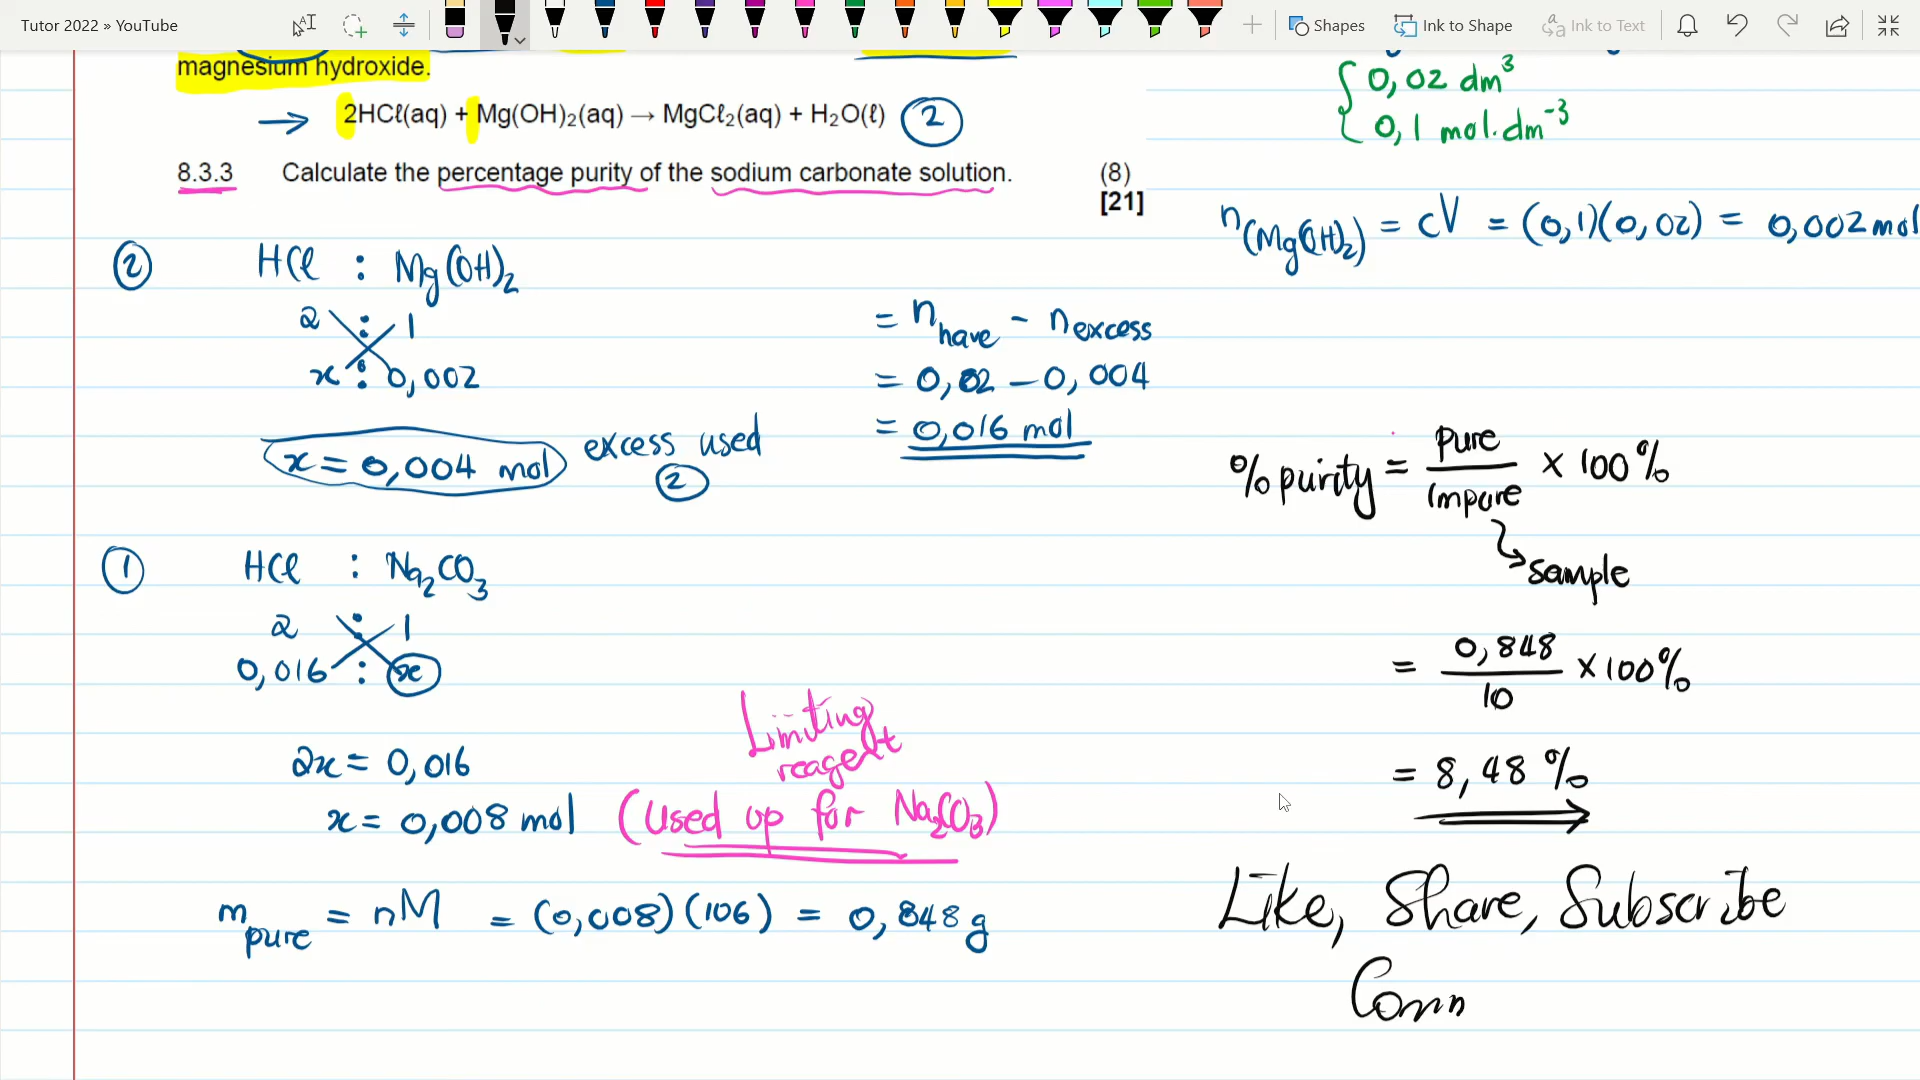 Tutor 2022 » YouTube
Shapes
Ink to Shape
Ink to Text
magnesium hydroxide.
→ 2HCℓ(aq) + Mg(OH)₂(aq) → MgCℓ₂(aq) + H₂O(ℓ) 2
8.3.3 Calculate the percentage purity of the sodium carbonate solution. (8)
[21]
0,02 dm³
0,1 mol.dm⁻³
n(Mg(OH)₂) = cV = (0,1)(0,02) = 0,002 mol
2 HCl : Mg(OH)₂
2 : 1
x : 0,002
x = 0,004 mol excess used
2
= n have - n excess
= 0,02 - 0,004
= 0,016 mol
1 HCl : Na₂CO₃
2 : 1
0,016 : x
2x = 0,016
x = 0,008 mol (used up for Na₂CO₃)
Limiting
reagent
m pure = nM = (0,008)(106) = 0,848 g
% purity = pure / impure × 100%
sample
= 0,848 / 10 × 100%
= 8,48 %
Like, Share, Subscribe
Comm